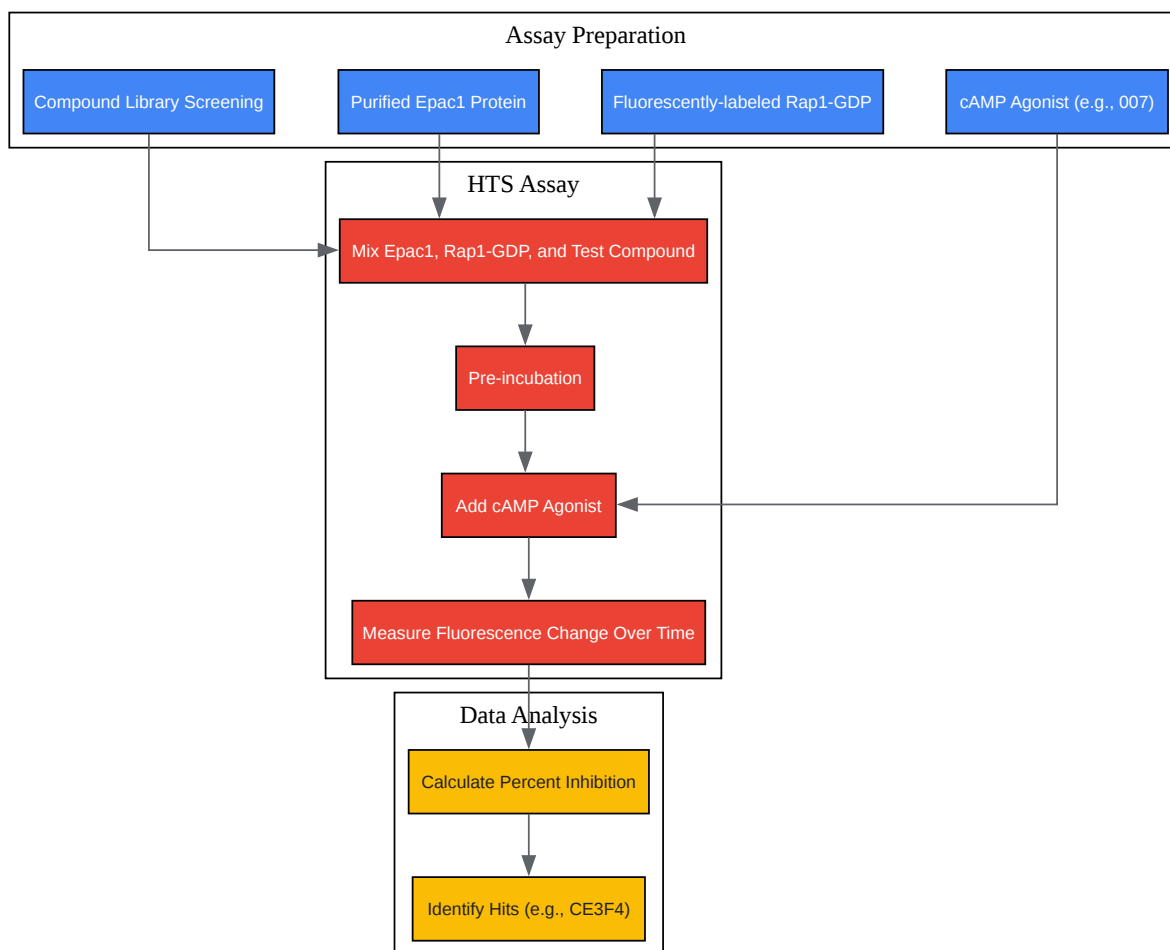 Assay Preparation
Compound Library Screening
Purified Epac1 Protein
Fluorescently-labeled Rap1-GDP
cAMP Agonist (e.g., 007)
HTS Assay
Mix Epac1, Rap1-GDP, and Test Compound
Pre-incubation
Add cAMP Agonist
Measure Fluorescence Change Over Time
Data Analysis
Calculate Percent Inhibition
Identify Hits (e.g., CE3F4)